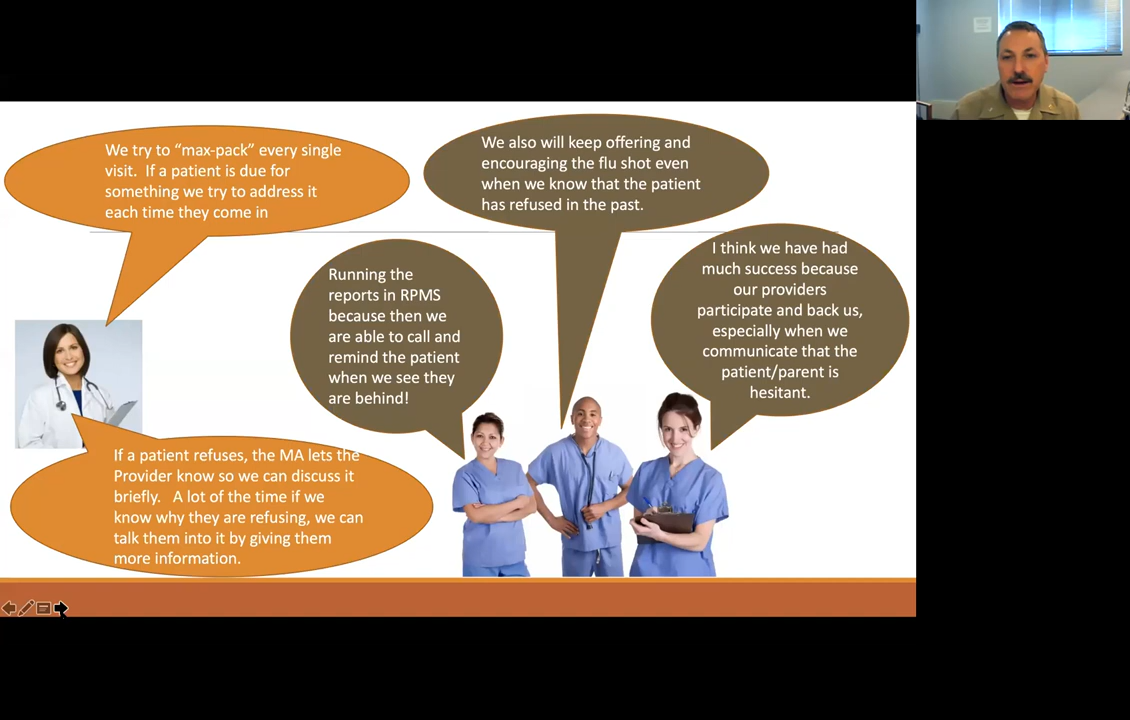 We try to “max-pack” every single
visit.  If a patient is due for
something we try to address it
each time they come in
We also will keep offering and
encouraging the flu shot even
when we know that the patient
has refused in the past.
Running the
reports in RPMS
because then we
are able to call and
remind the patient
when we see they
are behind!
I think we have had
much success because
our providers
participate and back us,
especially when we
communicate that the
patient/parent is
hesitant.
If a patient refuses, the MA lets the
Provider know so we can discuss it
briefly.   A lot of the time if we
know why they are refusing, we can
talk them into it by giving them
more information.